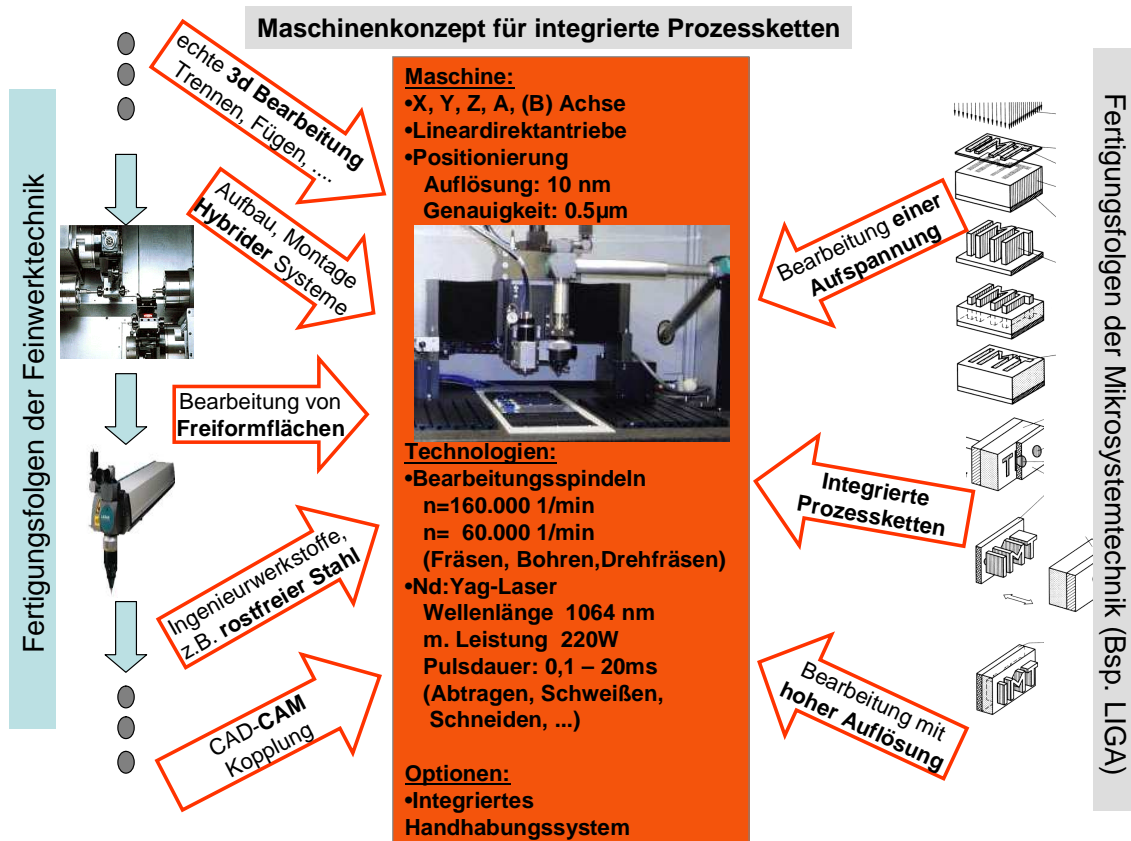 Maschinenkonzept für integrierte Prozessketten
Fertigungsfolgen der Feinwerktechnik
echte 3d Bearbeitung
Trennen, Fügen, ....
Aufbau, Montage
Hybrider Systeme
Bearbeitung von
Freiformflächen
Ingenieurwerkstoffe,
z.B. rostfreier Stahl
CAD-CAM
Kopplung
Maschine:
•X, Y, Z, A, (B) Achse
•Lineardirektantriebe
•Positionierung
Auflösung: 10 nm
Genauigkeit: 0.5µm
Technologien:
•Bearbeitungsspindeln
n=160.000 1/min
n= 60.000 1/min
(Fräsen, Bohren,Drehfräsen)
•Nd:Yag-Laser
Wellenlänge 1064 nm
m. Leistung 220W
Pulsdauer: 0,1 – 20ms
(Abtragen, Schweißen,
Schneiden, ...)
Optionen:
•Integriertes
Handhabungssystem
Bearbeitung einer
Aufspannung
Integrierte
Prozessketten
Bearbeitung mit
hoher Auflösung
IMT
T
IMT
Fertigungsfolgen der Mikrosystemtechnik (Bsp. LIGA)